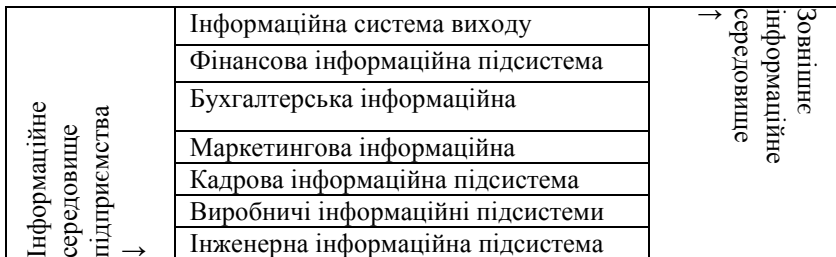 Інформаційне
середовище
підприємства
→
Інформаційна система виходу
Фінансова інформаційна підсистема
Бухгалтерська інформаційна
Маркетингова інформаційна
Кадрова інформаційна підсистема
Виробничі інформаційні підсистеми
Інженерна інформаційна підсистема
Зовнішнє
інформаційне
середовище
→